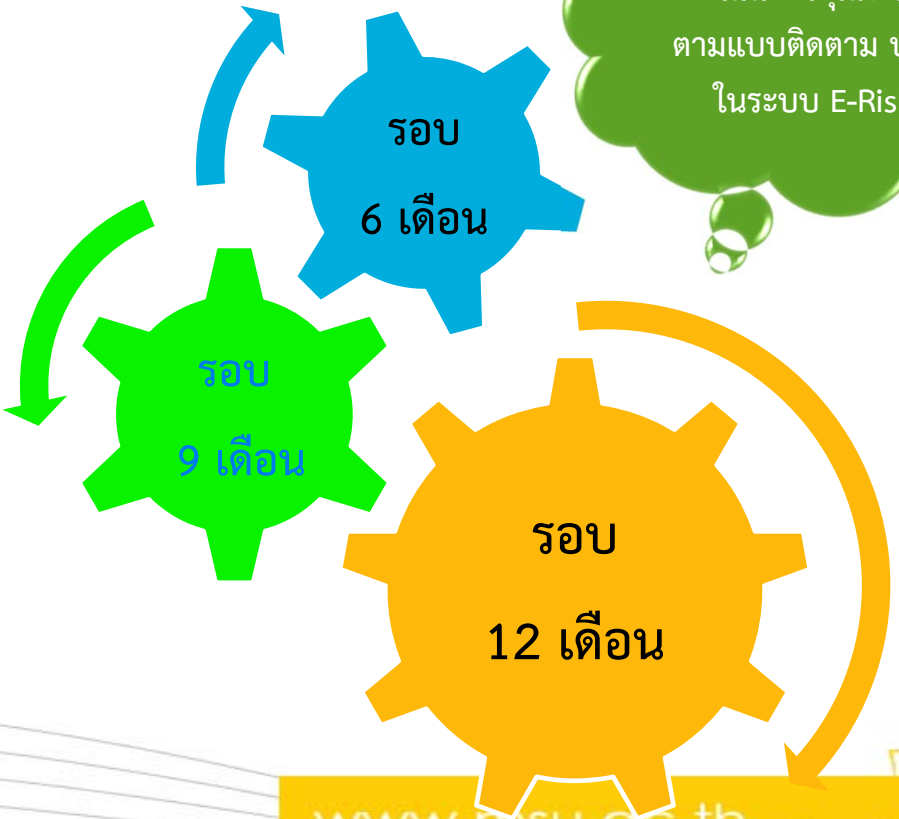 ตามแบบติดตาม
ในระบบ E-Ris
รอบ
6 เดือน
รอบ
9 เดือน
รอบ
12 เดือน